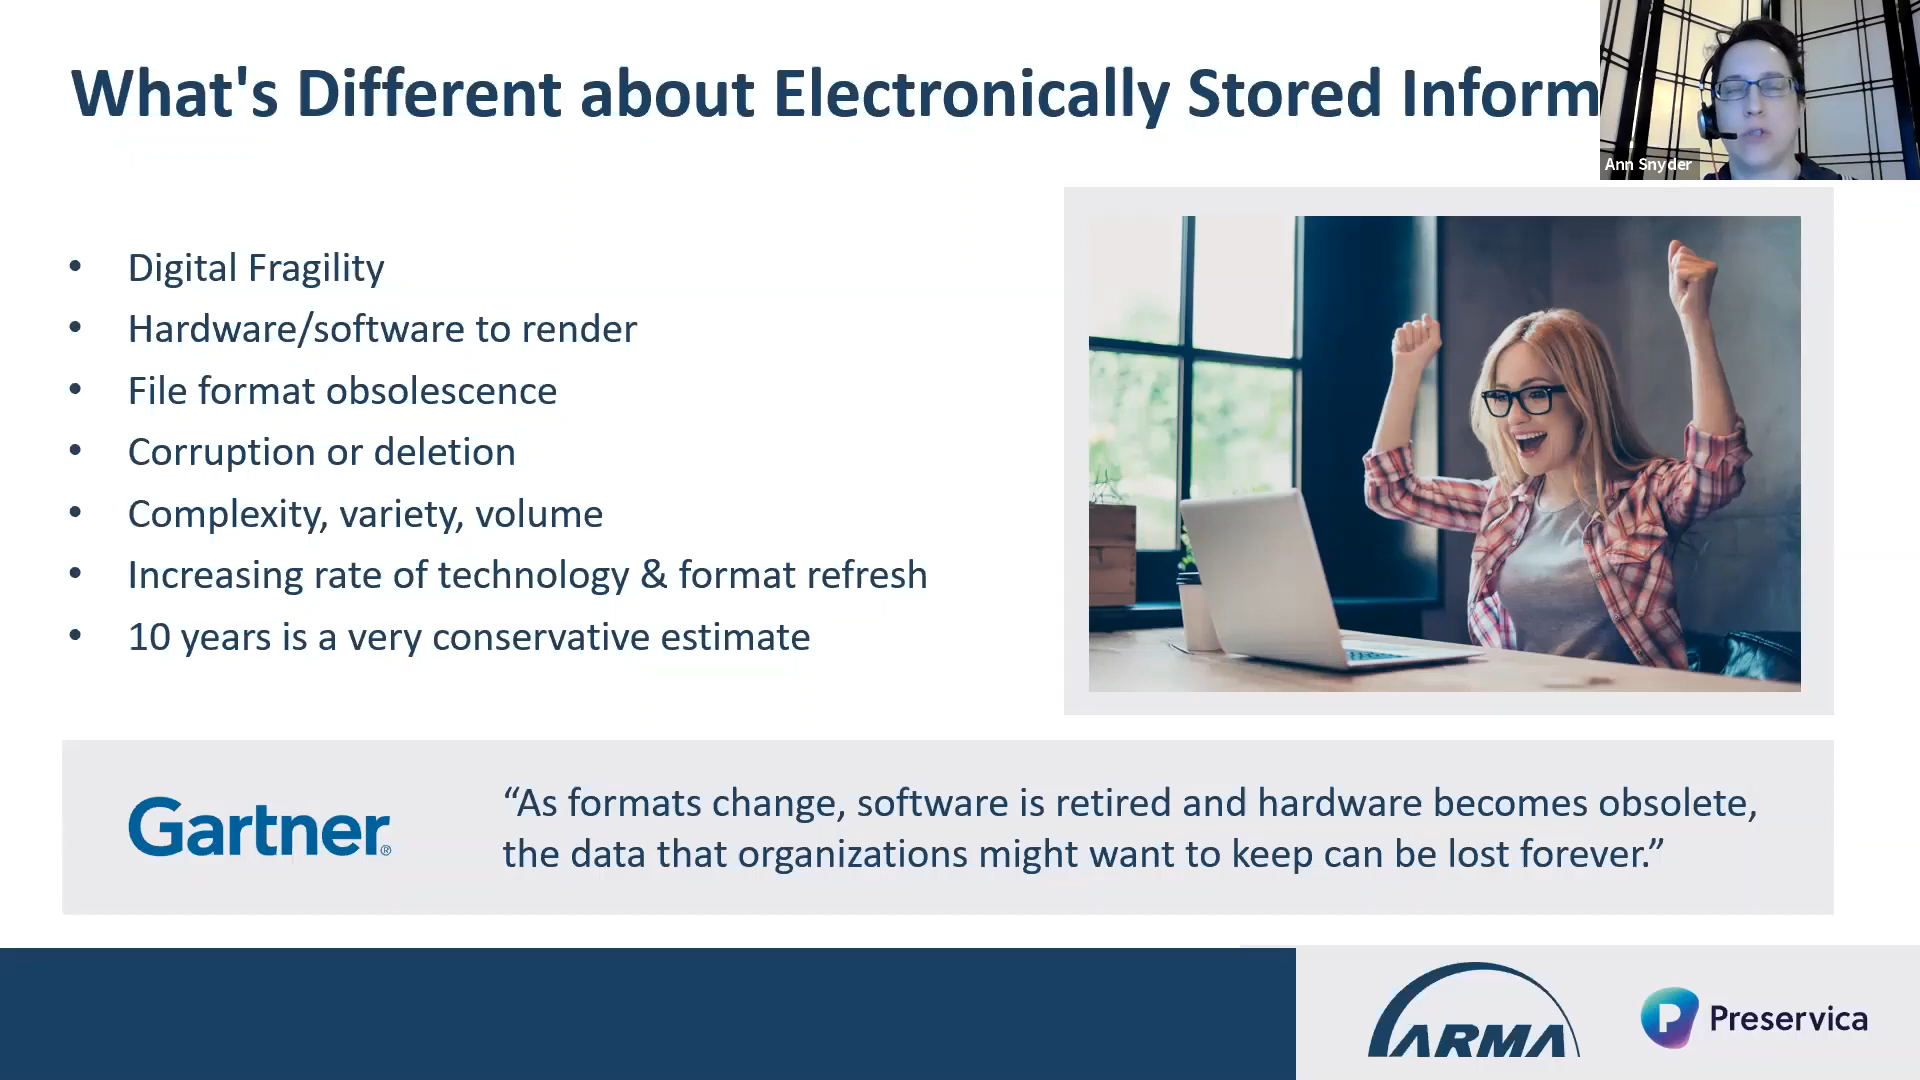 What's Different about Electronically Stored Inform
Ann Snyder
• Digital Fragility
• Hardware/software to render
• File format obsolescence
• Corruption or deletion
• Complexity, variety, volume
• Increasing rate of technology & format refresh
• 10 years is a very conservative estimate
Gartner®
“As formats change, software is retired and hardware becomes obsolete,
the data that organizations might want to keep can be lost forever.”
ARMA
P Preservica